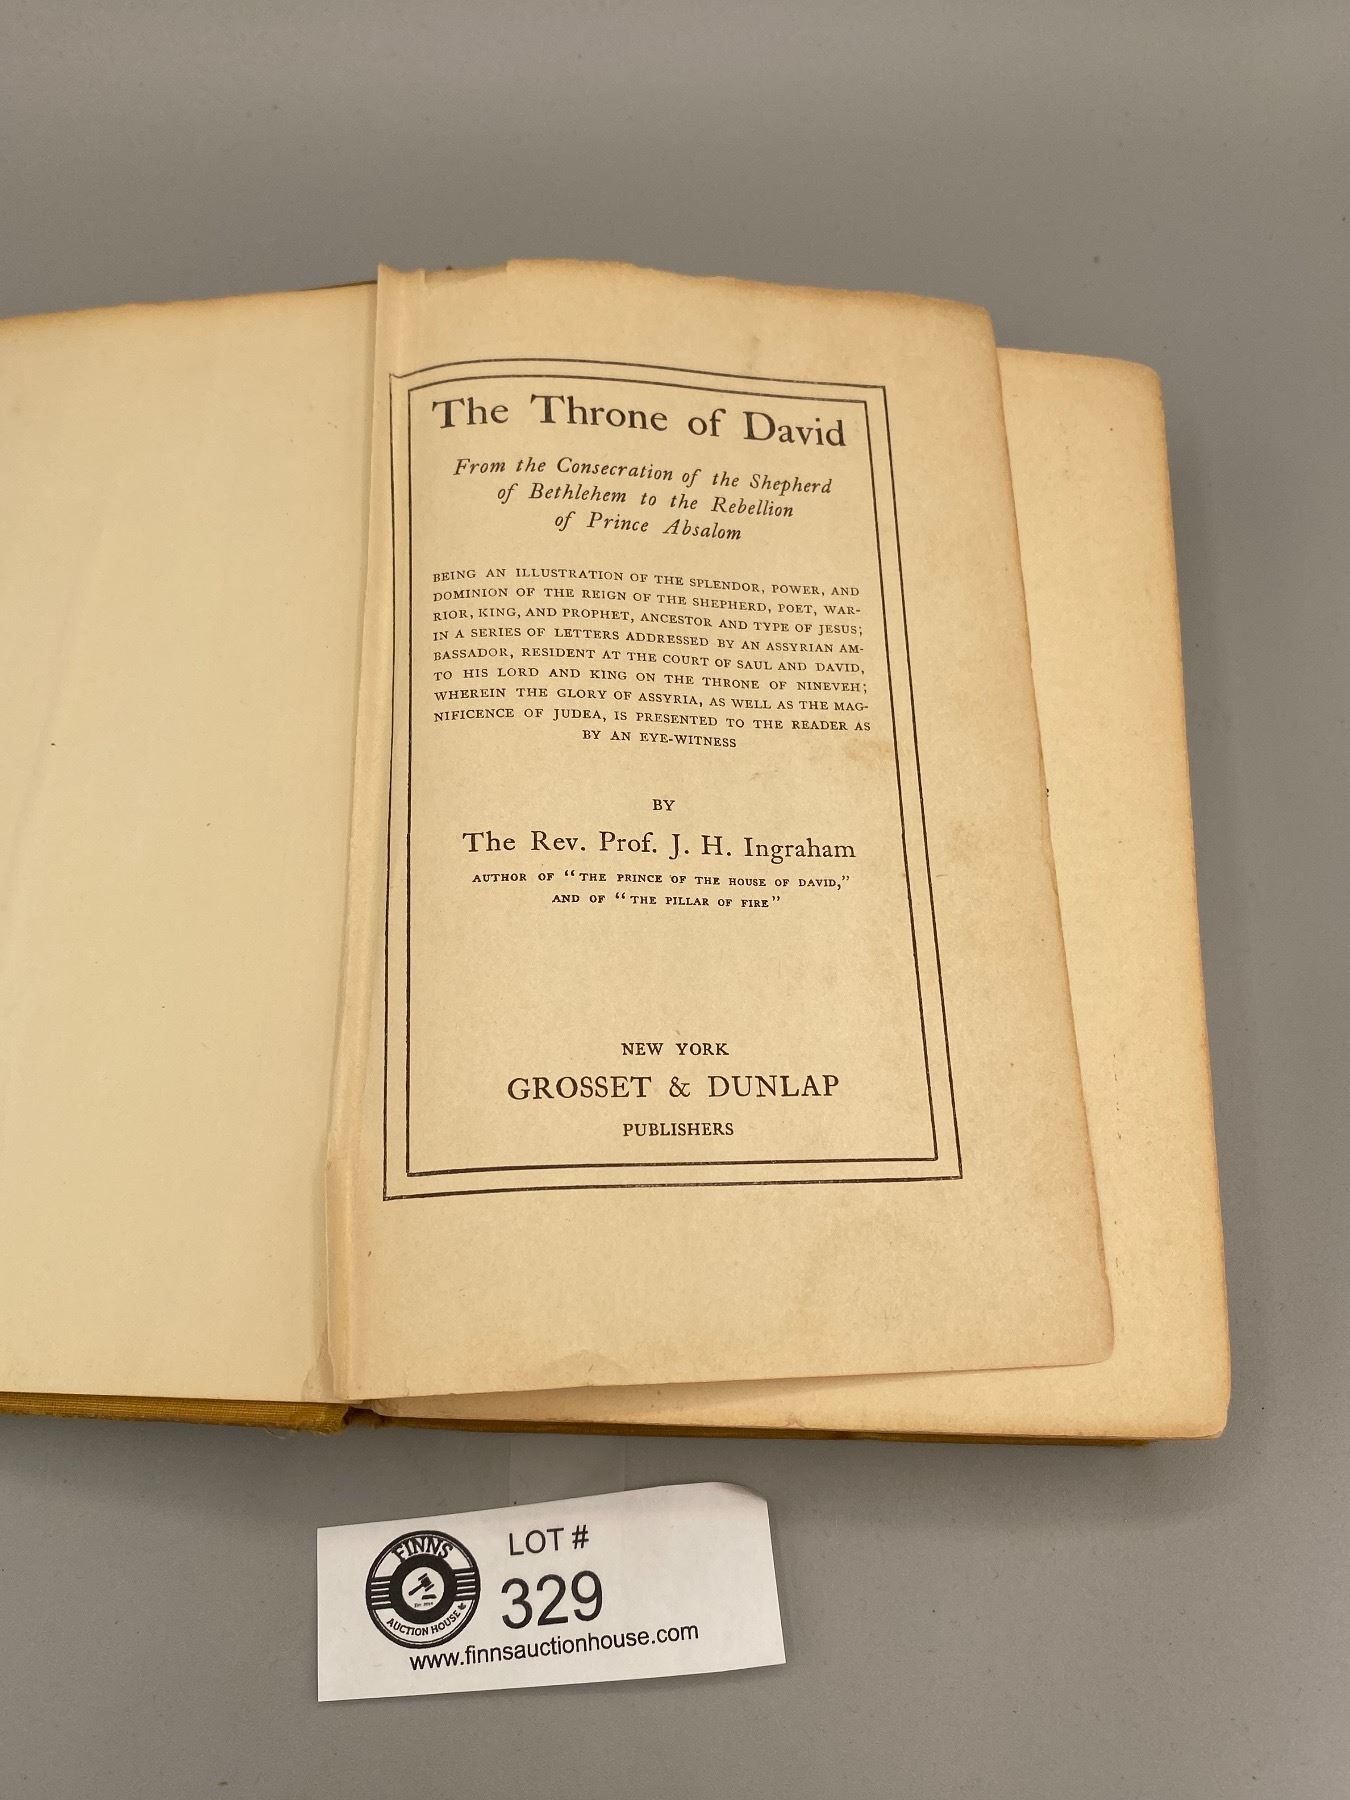 The Throne of David
From the Consecration of the Shepherd
of Bethlehem to the Rebellion
of Prince Absalom
BEING AN ILLUSTRATION OF THE SPLENDOR, POWER, AND
DOMINION OF THE REIGN OF THE SHEPHERD, POET, WAR-
RIOR, KING, AND PROPHET, ANCESTOR AND TYPE OF JESUS;
IN A SERIES OF LETTERS ADDRESSED BY AN ASSYRIAN AM-
BASSADOR, RESIDENT AT THE COURT OF SAUL AND DAVID,
TO HIS LORD AND KING ON THE THRONE OF NINEVEH;
WHEREIN THE GLORY OF ASSYRIA, AS WELL AS THE MAG-
NIFICENCE OF JUDEA, IS PRESENTED TO THE READER AS
BY AN EYE-WITNESS
BY
The Rev. Prof. J. H. Ingraham
AUTHOR OF “THE PRINCE OF THE HOUSE OF DAVID,”
AND OF “THE PILLAR OF FIRE”
NEW YORK
GROSSET & DUNLAP
PUBLISHERS
FINNS
AUCTION HOUSE
LOT #
329
www.finnsauctionhouse.com